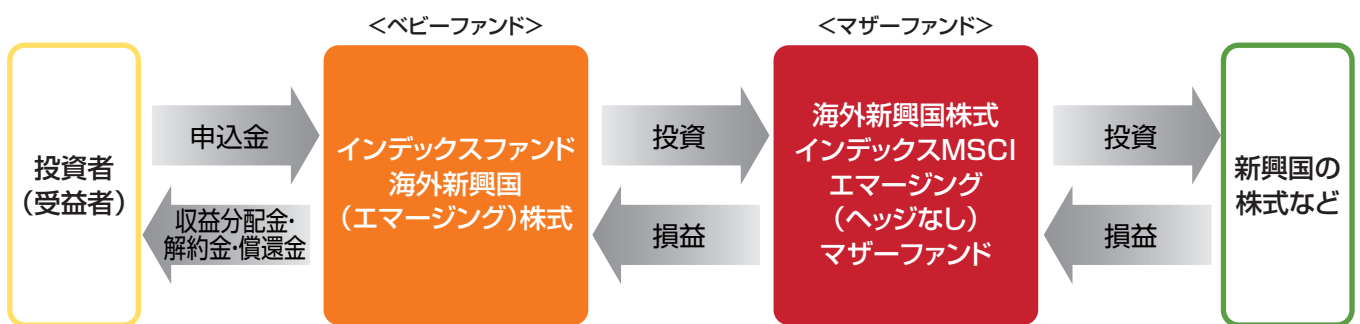 <ベビーファンド>
<マザーファンド>
投資者
（受益者）
申込金
収益分配金・
解約金・償還金
インデックスファンド
海外新興国
（エマージング）株式
投資
損益
海外新興国株式
インデックスMSCI
エマージング
（ヘッジなし）
マザーファンド
投資
損益
新興国の
株式など